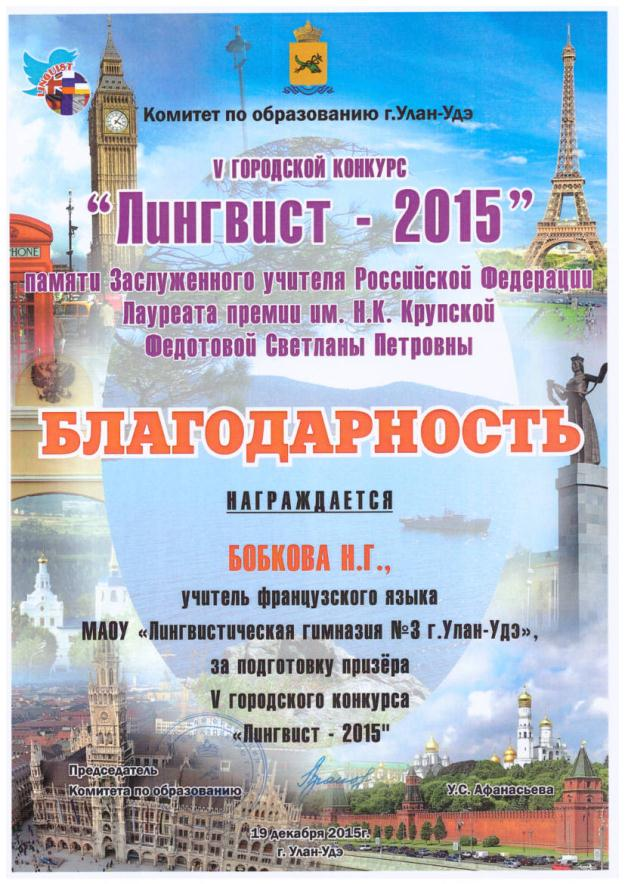 LINGUIST
Комитет по образованию г.Улан-Удэ
V ГОРОДСКОЙ КОНКУРС
“Лингвист - 2015”
PHONE
памяти Заслуженного учителя Российской Федерации
Лауреата премии им. Н.К. Крупской
Федотовой Светланы Петровны
БЛАГОДАРНОСТЬ
НАГРАЖДАЕТСЯ
БОБКОВА Н.Г.,
учитель французского языка
МАОУ «Лингвистическая гимназия №3 г.Улан-Удэ»,
за подготовку призёра
V городского конкурса
«Лингвист - 2015"
Председатель
Комитета по образованию
У.С. Афанасьева
19 декабря 2015г.
г. Улан-Удэ